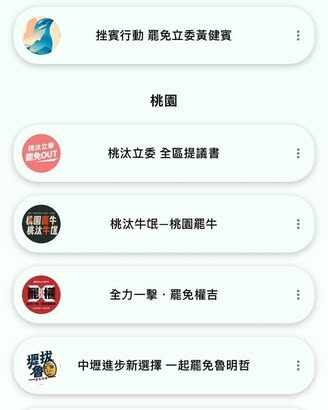 挫賓行動 罷免立委黃健賓
桃園
桃汰立委
罷免OUT
桃汰立委 全區提議書
桃園罷牛
桃汰牛氓
桃汰牛氓—桃園罷牛
罷權
全力一擊・罷免權吉
壢拔
魯
中壢進步新選擇 一起罷免魯明哲